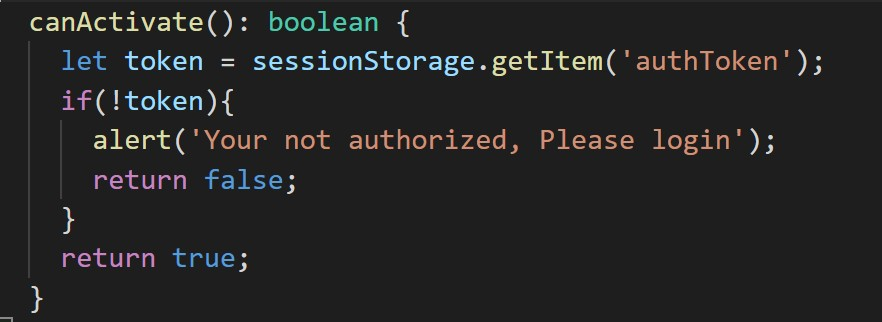 canActivate(): boolean {
  let token = sessionStorage.getItem('authToken');
  if(!token){
    alert('Your not authorized, Please login');
    return false;
  }
  return true;
}